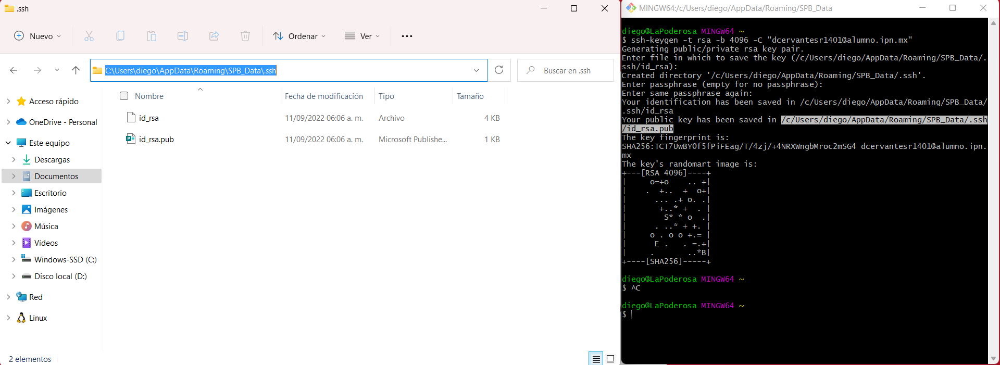 .ssh
Nuevo
Ordenar
Ver
C:\Users\diego\AppData\Roaming\SPB_Data\.ssh
Buscar en .ssh
Acceso rápido
OneDrive - Personal
Este equipo
Descargas
Documentos
Escritorio
Imágenes
Música
Videos
Windows-SSD (C:)
Disco local (D:)
Red
Linux
Nombre Fecha de modificación Tipo Tamaño
id_rsa 11/09/2022 06:06 a. m. Archivo 4 KB
id_rsa.pub 11/09/2022 06:06 a. m. Microsoft Publishe... 1 KB
2 elementos
MINGW64:/c/Users/diego/AppData/Roaming/SPB_Data
diego@LaPoderosa MINGW64 ~
$ ssh-keygen -t rsa -b 4096 -C "dcervantesr1401@alumno.ipn.mx"
Generating public/private rsa key pair.
Enter file in which to save the key (/c/Users/diego/AppData/Roaming/SPB_Data/.
ssh/id_rsa):
Created directory '/c/Users/diego/AppData/Roaming/SPB_Data/.ssh'.
Enter passphrase (empty for no passphrase):
Enter same passphrase again:
Your identification has been saved in /c/Users/diego/AppData/Roaming/SPB_Data/
.ssh/id_rsa
Your public key has been saved in /c/Users/diego/AppData/Roaming/SPB_Data/.ssh
/id_rsa.pub
The key fingerprint is:
SHA256:TCT7UwBYOf5fPiFEag/T/4zj/+4NRXWngbMroc2mSG4 dcervantesr1401@alumno.ipn.
mx
The key's randomart image is:
+---[RSA 4096]----+
|     o=+o    .. +|
|    .  +..  +  o+|
|      ... .+ o. .|
|       +..* +  . |
|        S* * o  .|
|      . ..* + +. |
|     o . o o +.= |
|      E .   . =.+|
|     .       ..*B|
+----[SHA256]-----+
diego@LaPoderosa MINGW64 ~
$ ^C
diego@LaPoderosa MINGW64 ~
$